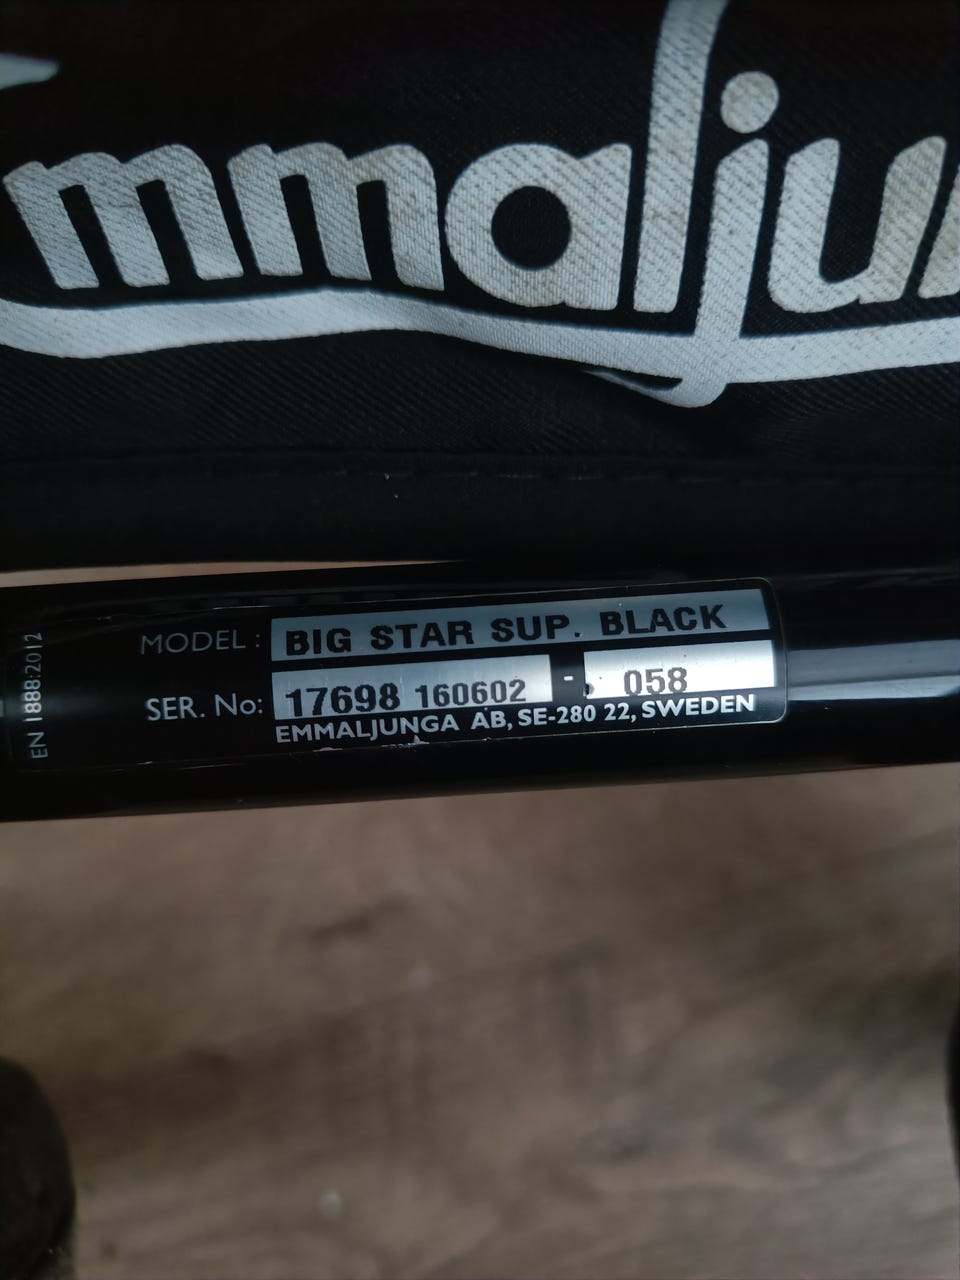 mmaljun
MODEL : BIG STAR SUP. BLACK
SER. No: 17698 160602 - 058
EMMALJUNGA AB, SE-280 22, SWEDEN
EN 1888:2012